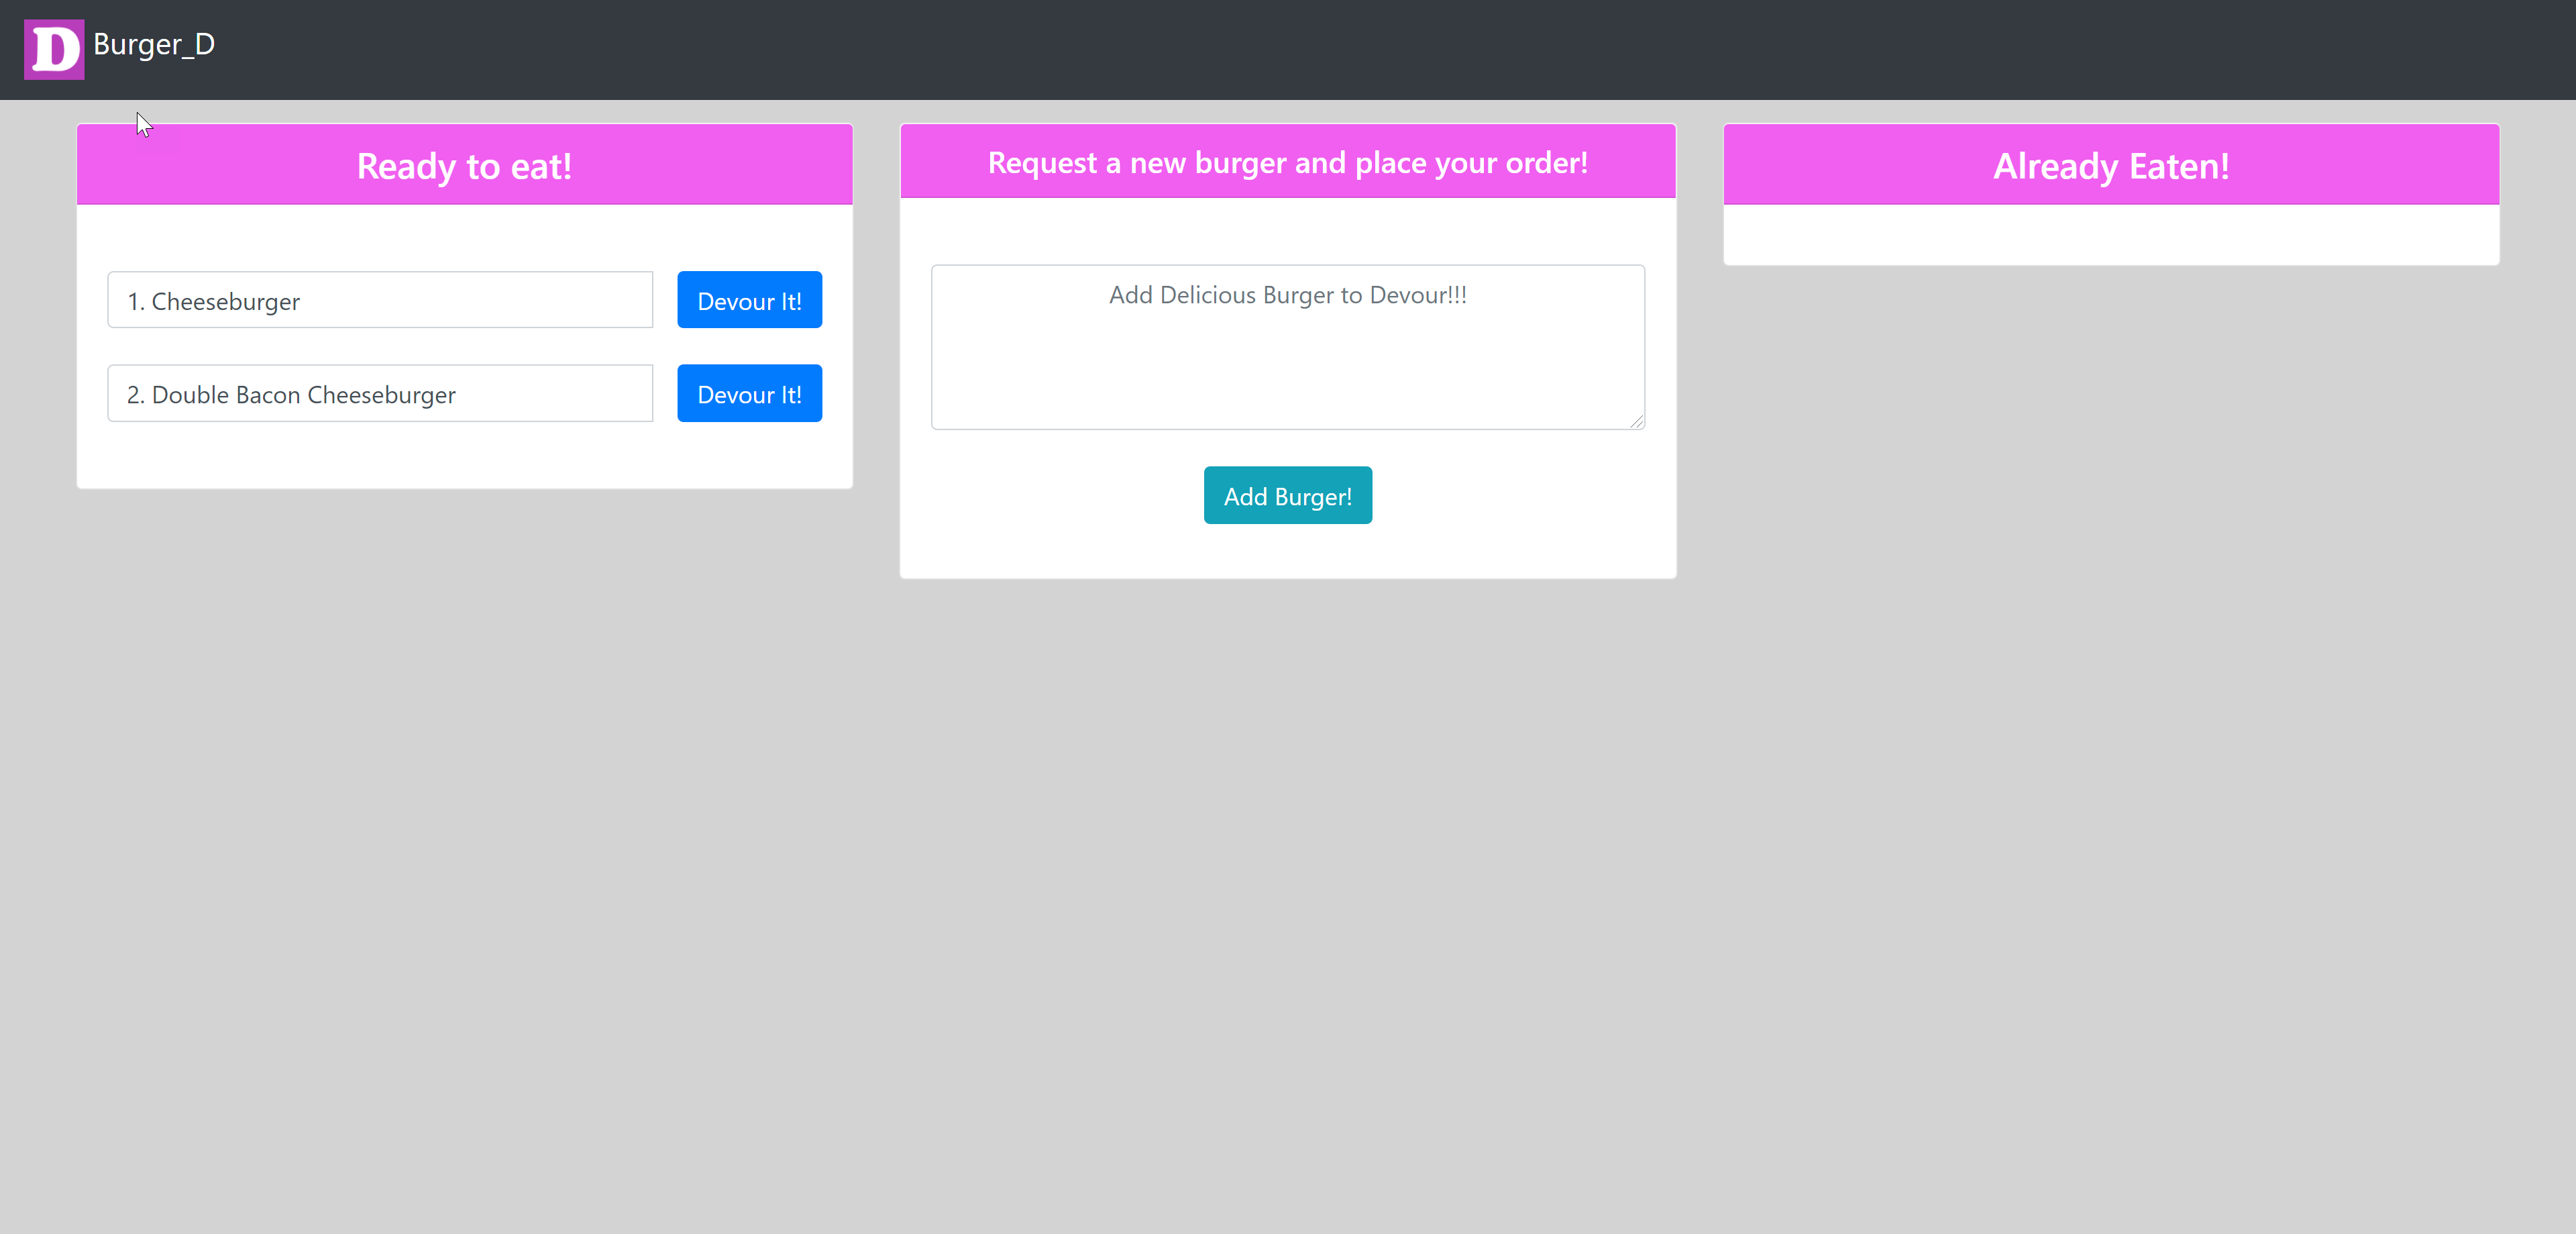 D Burger_D
Ready to eat!
1. Cheeseburger
Devour It!
2. Double Bacon Cheeseburger
Devour It!
Request a new burger and place your order!
Add Delicious Burger to Devour!!!
Add Burger!
Already Eaten!